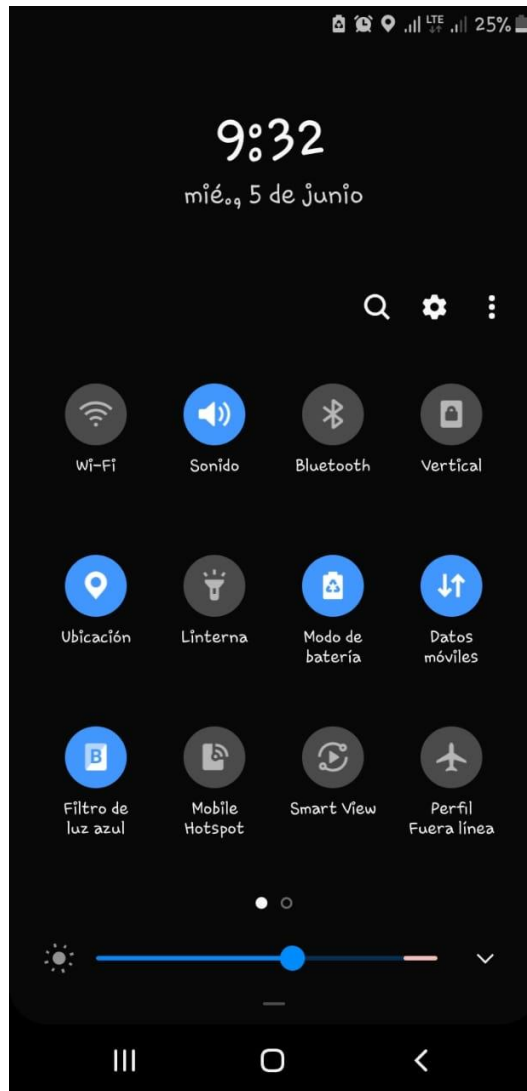 LTE 25%
9:32
mié., 5 de junio
Wi-Fi Sonido Bluetooth Vertical
Ubicación Linterna Modo de batería Datos móviles
B
Filtro de luz azul Mobile Hotspot Smart View Perfil Fuera línea